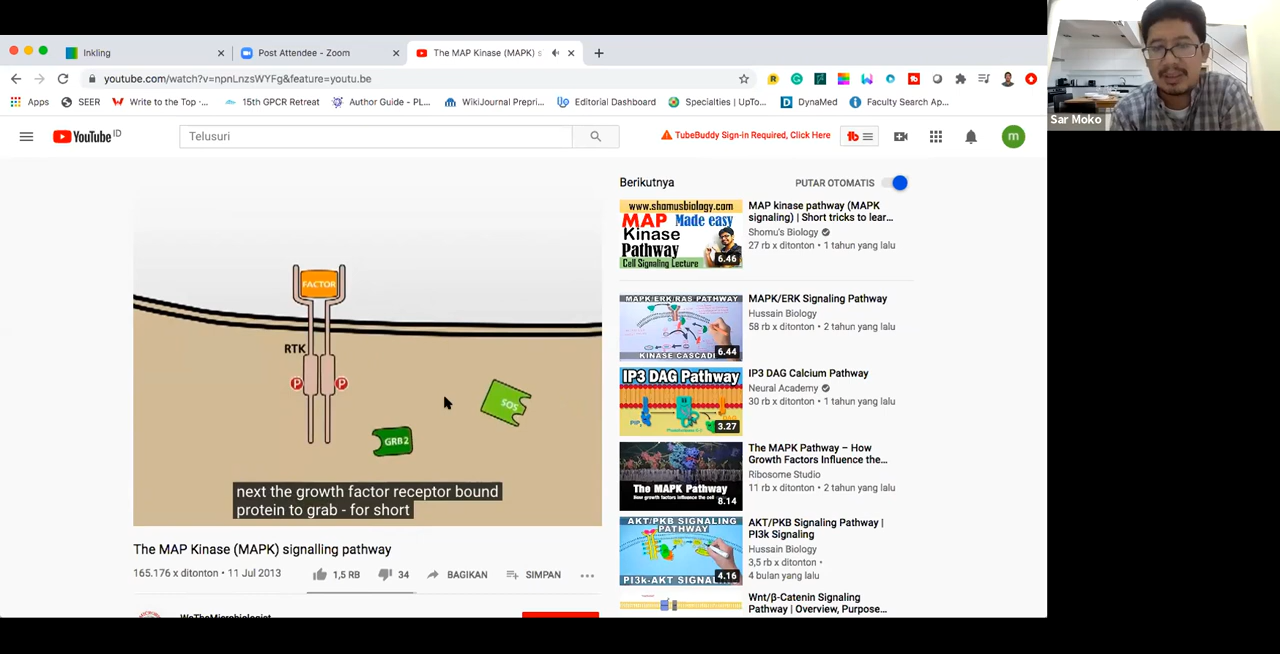 Inkling
Post Attendee - Zoom
The MAP Kinase (MAPK) s
youtube.com/watch?v=npnLnzsWYFg&feature=youtu.be
Apps
SEER
Write to the Top -...
15th GPCR Retreat
Author Guide - PL...
WikiJournal Prepri...
Editorial Dashboard
Specialties | UpTo...
DynaMed
Faculty Search Ap...
Sar Moko
YouTube ID
Telusuri
TubeBuddy Sign-in Required, Click Here
m
FACTOR
RTK
P
P
SOS
GRB2
next the growth factor receptor bound
protein to grab - for short
The MAP Kinase (MAPK) signalling pathway
165.176 x ditonton • 11 Jul 2013
1,5 RB
34
BAGIKAN
SIMPAN
WeTheMicrobiologist
Berikutnya
PUTAR OTOMATIS
www.shomusbiology.com
MAP Made easy
Kinase
Pathway
Cell Signaling Lecture
6.46
MAP kinase pathway (MAPK
signaling) | Short tricks to lear...
Shomu's Biology
27 rb x ditonton • 1 tahun yang lalu
MAPK/ERK/RAS PATHWAY
KINASE CASCAD
6.44
MAPK/ERK Signaling Pathway
Hussain Biology
58 rb x ditonton • 2 tahun yang lalu
IP3 DAG Pathway
3.27
IP3 DAG Calcium Pathway
Neural Academy
30 rb x ditonton • 1 tahun yang lalu
The MAPK Pathway
How growth factors influence the cell
8.14
The MAPK Pathway – How
Growth Factors Influence the...
Ribosome Studio
11 rb x ditonton • 2 tahun yang lalu
AKT/PKB SIGNALING
PATHWAY
PI3K-AKT SIGNA
4.16
AKT/PKB Signaling Pathway |
PI3k Signaling
Hussain Biology
3,5 rb x ditonton •
4 bulan yang lalu
Wnt/β-Catenin Signaling
Pathway | Overview, Purpose...